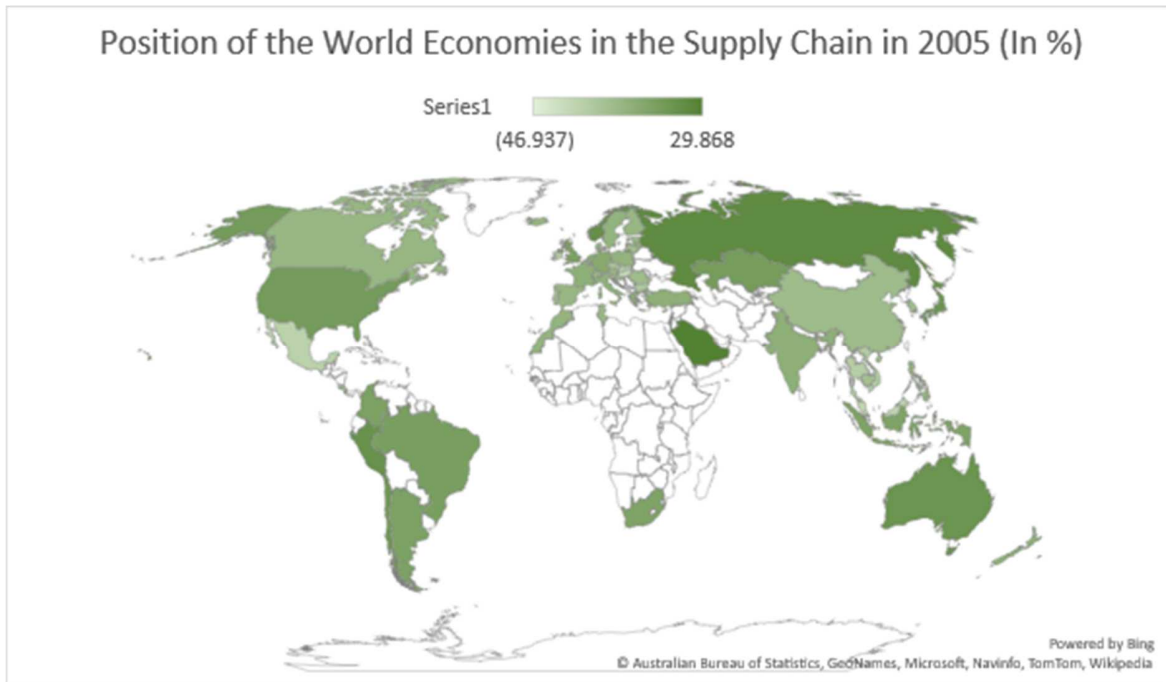 Position of the World Economies in the Supply Chain in 2005 (In %)
Series1
(46.937) 29.868
Powered by Bing
© Australian Bureau of Statistics, GeoNames, Microsoft, Navinfo, TomTom, Wikipedia